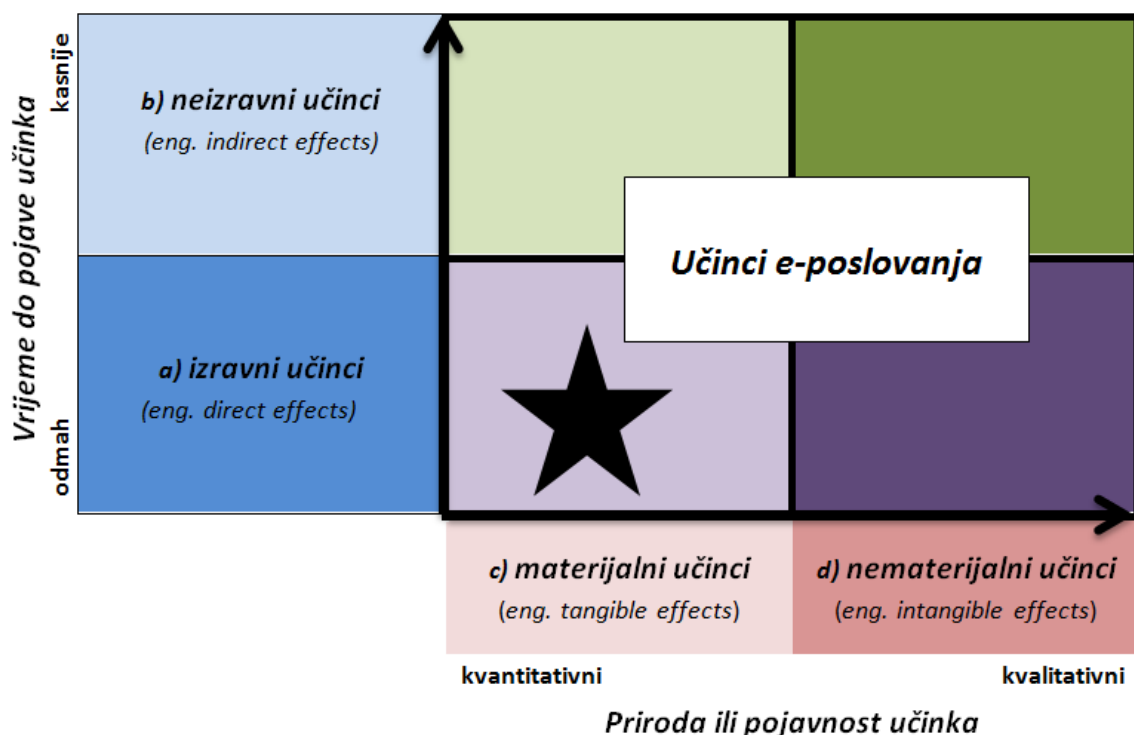 Vrijeme do pojave učinka
kasnije
odmah
b) neizravni učinci
(eng. indirect effects)
a) izravni učinci
(eng. direct effects)
Učinci e-poslovanja
c) materijalni učinci
(eng. tangible effects)
d) nematerijalni učinci
(eng. intangible effects)
kvantitativni
kvalitativni
Priroda ili pojavnost učinka